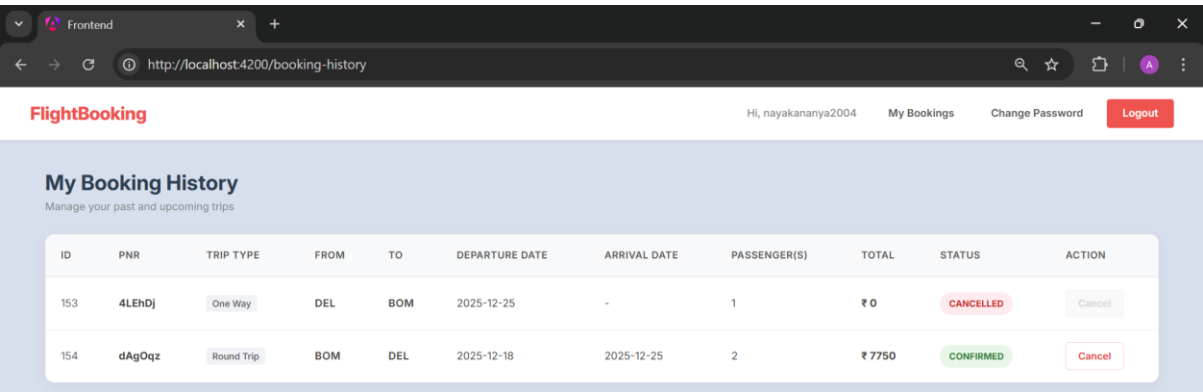 Frontend
http://localhost:4200/booking-history
A
FlightBooking
Hi, nayakananya2004 My Bookings Change Password Logout
My Booking History
Manage your past and upcoming trips
ID PNR TRIP TYPE FROM TO DEPARTURE DATE ARRIVAL DATE PASSENGER(S) TOTAL STATUS ACTION
153 4LEhDj One Way DEL BOM 2025-12-25 - 1 ₹ 0 CANCELLED Cancel
154 dAgOqz Round Trip BOM DEL 2025-12-18 2025-12-25 2 ₹ 7750 CONFIRMED Cancel